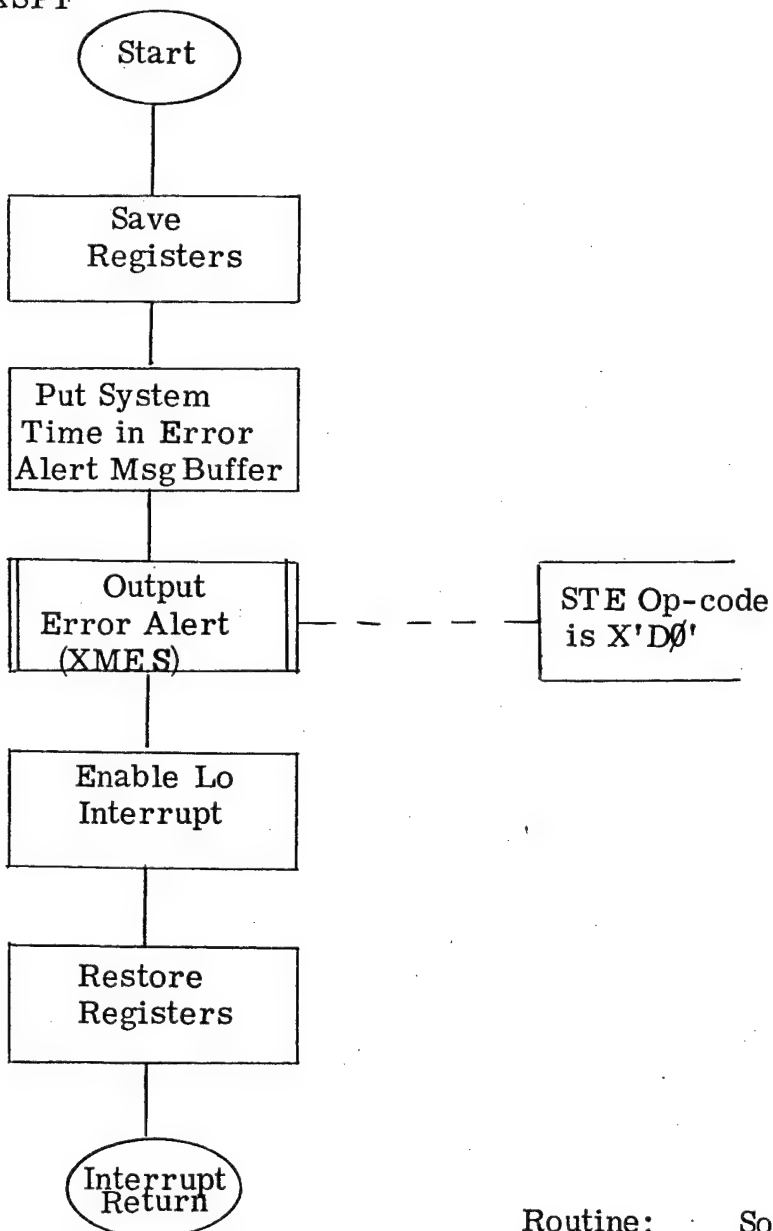 Start
Save
Registers
Put System
Time in Error
Alert Msg Buffer
Output
Error Alert
(XMES)
STE Op-code
is X'DØ'
Enable Lo
Interrupt
Restore
Registers
Interrupt
Return
Routine: